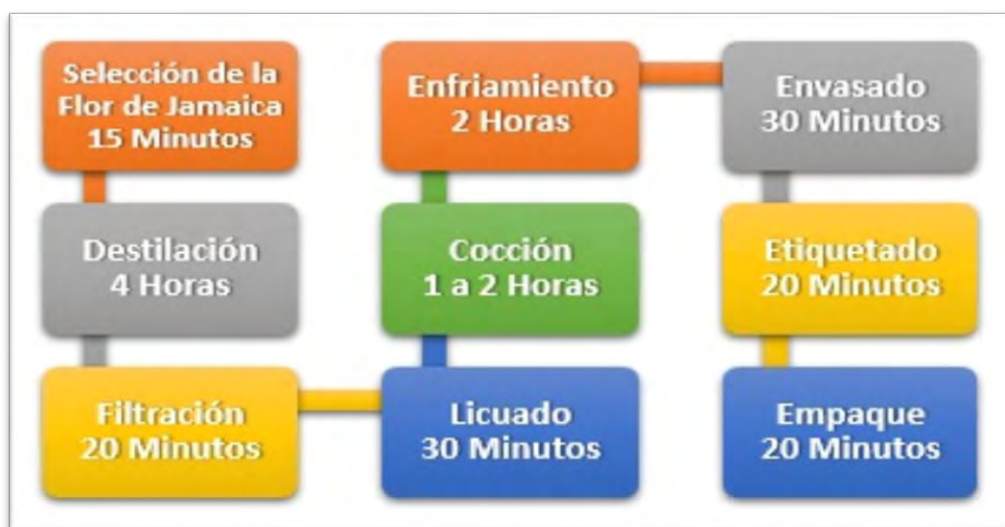 Selección de la
Flor de Jamaica
15 Minutos
Destilación
4 Horas
Filtración
20 Minutos
Licuado
30 Minutos
Cocción
1 a 2 Horas
Enfriamiento
2 Horas
Envasado
30 Minutos
Etiquetado
20 Minutos
Empaque
20 Minutos